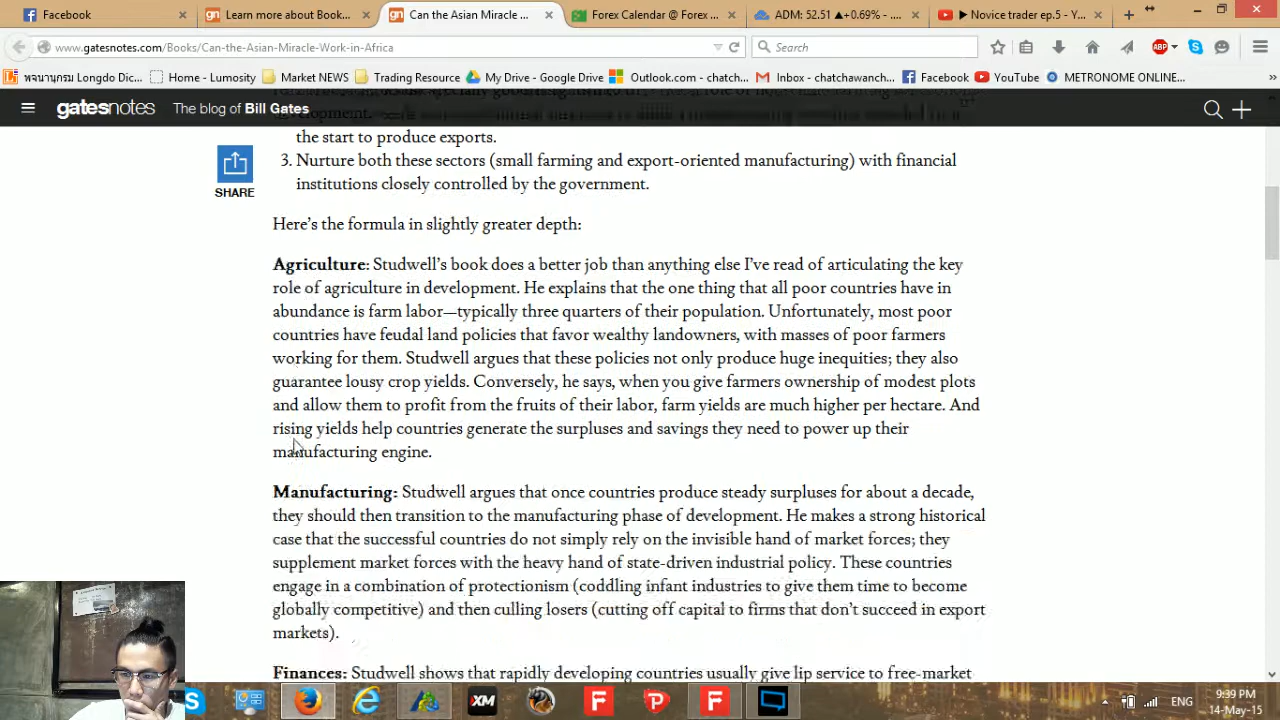 Facebook
Learn more about Book...
Can the Asian Miracle ...
Forex Calendar @ Forex ...
ADM: 52.51 ▲+0.69% - ...
▶ Novice trader ep.5 - Y...
www.gatesnotes.com/Books/Can-the-Asian-Miracle-Work-in-Africa
Search
ABP
พจนานุกรม Longdo Dic...
Home - Lumosity
Market NEWS
Trading Resource
My Drive - Google Drive
Outlook.com - chatch...
Inbox - chatchawanch...
Facebook
YouTube
METRONOME ONLINE...
gatesnotes
The blog of Bill Gates
the start to produce exports.
SHARE
3. Nurture both these sectors (small farming and export-oriented manufacturing) with financial
institutions closely controlled by the government.
Here's the formula in slightly greater depth:
Agriculture: Studwell's book does a better job than anything else I've read of articulating the key
role of agriculture in development. He explains that the one thing that all poor countries have in
abundance is farm labor—typically three quarters of their population. Unfortunately, most poor
countries have feudal land policies that favor wealthy landowners, with masses of poor farmers
working for them. Studwell argues that these policies not only produce huge inequities; they also
guarantee lousy crop yields. Conversely, he says, when you give farmers ownership of modest plots
and allow them to profit from the fruits of their labor, farm yields are much higher per hectare. And
rising yields help countries generate the surpluses and savings they need to power up their
manufacturing engine.
Manufacturing: Studwell argues that once countries produce steady surpluses for about a decade,
they should then transition to the manufacturing phase of development. He makes a strong historical
case that the successful countries do not simply rely on the invisible hand of market forces; they
supplement market forces with the heavy hand of state-driven industrial policy. These countries
engage in a combination of protectionism (coddling infant industries to give them time to become
globally competitive) and then culling losers (cutting off capital to firms that don't succeed in export
markets).
Finances: Studwell shows that rapidly developing countries usually give lip service to free-market
XM
ENG
9:39 PM
14-May-15